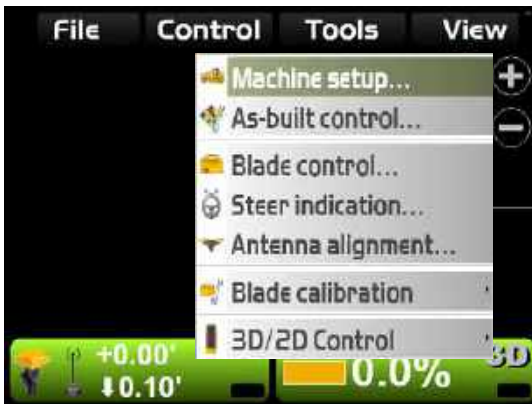 File Control Tools View
Machine setup...
As-built control...
Blade control...
Steer indication...
Antenna alignment...
Blade calibration
3D/2D Control
+0.00' 0.0% 3D
⬇0.10'